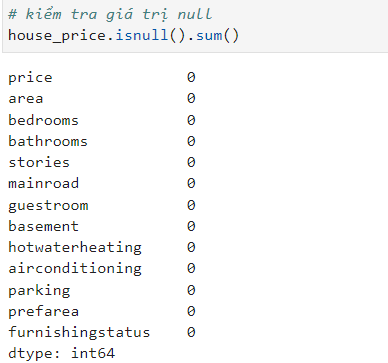 # kiểm tra giá trị null
house_price.isnull().sum()
price 0
area 0
bedrooms 0
bathrooms 0
stories 0
mainroad 0
guestroom 0
basement 0
hotwaterheating 0
airconditioning 0
parking 0
prefarea 0
furnishingstatus 0
dtype: int64